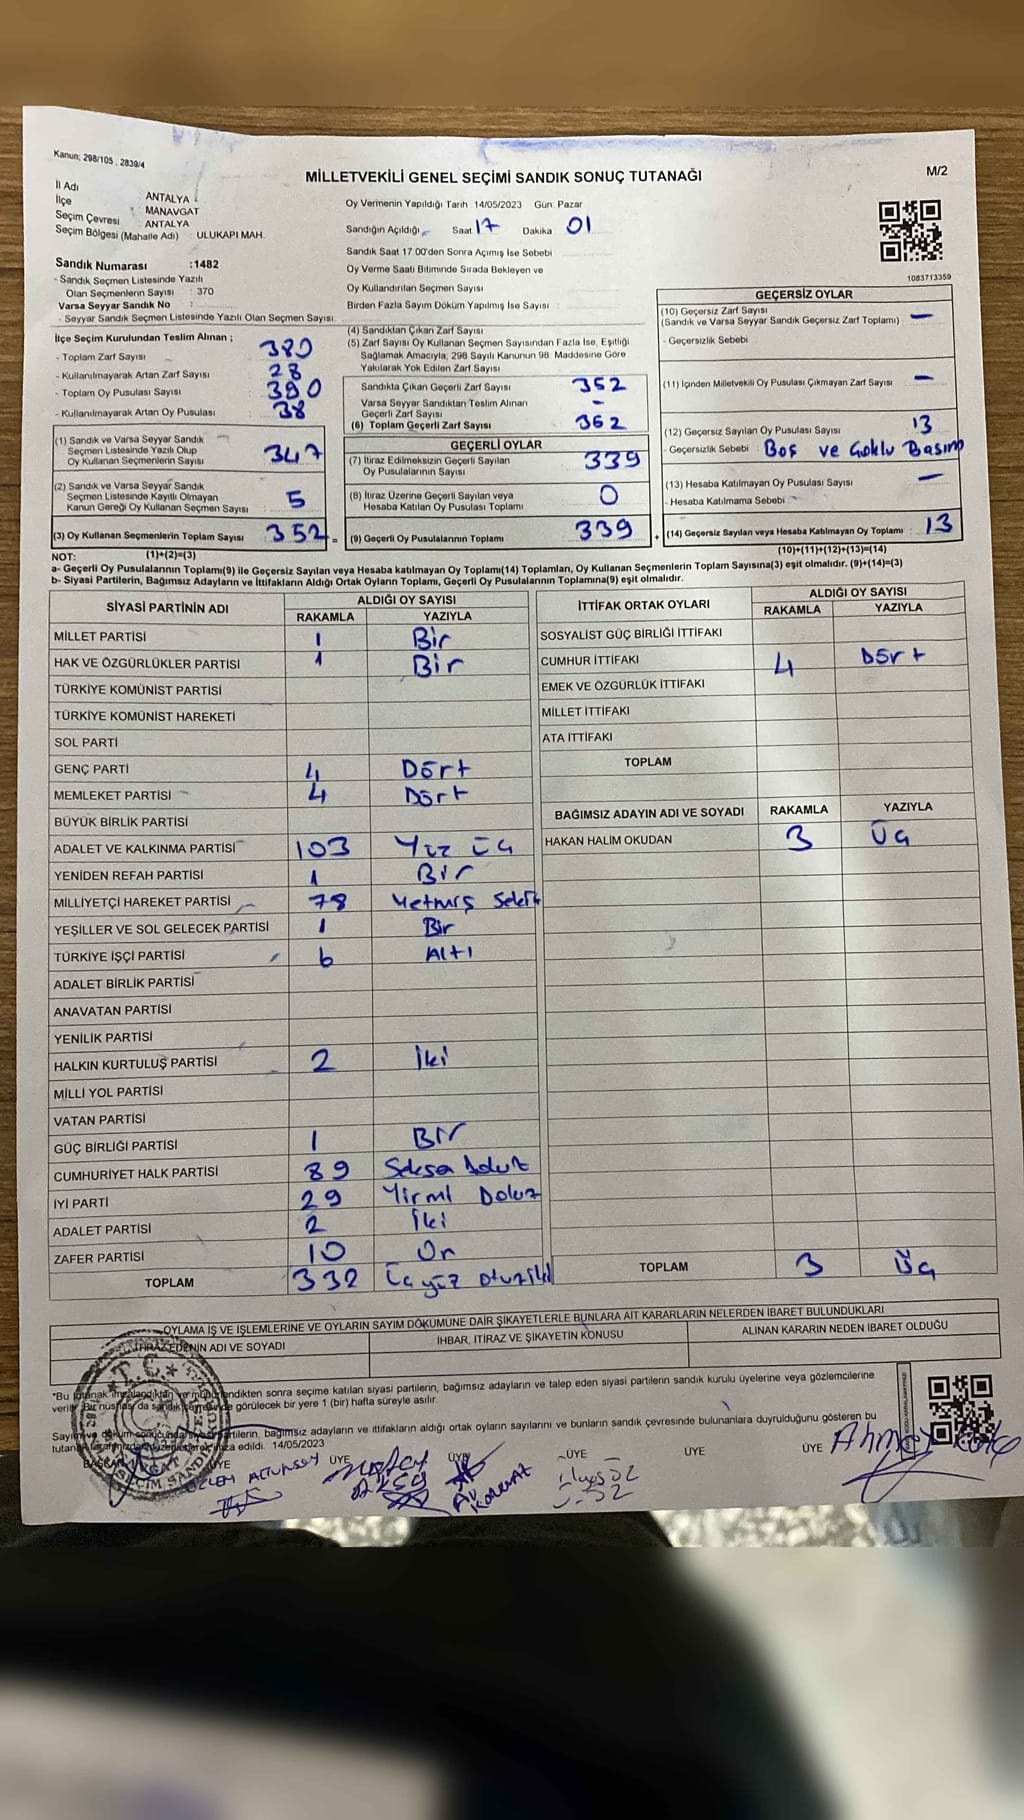 Kanun; 298/105 , 2839/4
MİLLETVEKİLİ GENEL SEÇİMİ SANDIK SONUÇ TUTANAĞI
M/2
İl Adı ANTALYA
İlçe : MANAVGAT
Seçim Çevresi ANTALYA
Seçim Bölgesi (Mahalle Adı) : ULUKAPI MAH.
Sandık Numarası :1482
- Sandık Seçmen Listesinde Yazılı
Olan Seçmenlerin Sayısı : 370
Varsa Seyyar Sandık No :
- Seyyar Sandık Seçmen Listesinde Yazılı Olan Seçmen Sayısı
Oy Vermenin Yapıldığı Tarih :14/05/2023 Gün: Pazar
Sandığın Açıldığı Saat 17 Dakika 01
Sandık Saat 17:00'den Sonra Açımış İse Sebebi
Oy Verme Saati Bitiminde Sırada Bekleyen ve
Oy Kullandırılan Seçmen Sayısı
Birden Fazla Sayım Döküm Yapılmış İse Sayısı
1083713359
İlçe Seçim Kurulundan Teslim Alınan ;
- Toplam Zarf Sayısı : 380
- Kullanılmayarak Artan Zarf Sayısı : 28
- Toplam Oy Pusulası Sayısı : 390
- Kullanılmayarak Artan Oy Pusulası : 38
(1) Sandık ve Varsa Seyyar Sandık
Seçmen Listesinde Yazılı Olup
Oy Kullanan Seçmenlerin Sayısı : 347
(2) Sandık ve Varsa Seyyar Sandık
Seçmen Listesinde Kayıtlı Olmayan
Kanun Gereği Oy Kullanan Seçmen Sayısı 5
(3) Oy Kullanan Seçmenlerin Toplam Sayısı 352 =
(4) Sandıktan Çıkan Zarf Sayısı
(5) Zarf Sayısı Oy Kullanan Seçmen Sayısından Fazla İse, Eşitliği
Sağlamak Amacıyla, 298 Sayılı Kanunun 98. Maddesine Göre
Yakılarak Yok Edilen Zarf Sayısı
Sandıkta Çıkan Geçerli Zarf Sayısı 352
Varsa Seyyar Sandıktan Teslim Alınan
Geçerli Zarf Sayısı -
(6) Toplam Geçerli Zarf Sayısı 352
GEÇERLİ OYLAR
(7) İtiraz Edilmeksizin Geçerli Sayılan
Oy Pusulalarının Sayısı 339
(8) İtiraz Üzerine Geçerli Sayılan veya
Hesaba Katılan Oy Pusulası Toplamı 0
(9) Geçerli Oy Pusulalarının Toplamı : 339 +
GEÇERSİZ OYLAR
(10) Geçersiz Zarf Sayısı
(Sandık ve Varsa Seyyar Sandık Geçersiz Zarf Toplamı) -
- Geçersizlik Sebebi
(11) İçinden Milletvekili Oy Pusulası Çıkmayan Zarf Sayısı -
(12) Geçersiz Sayılan Oy Pusulası Sayısı 13
- Geçersizlik Sebebi Boş ve Çoklu Basım
(13) Hesaba Katılmayan Oy Pusulası Sayısı -
- Hesaba Katılmama Sebebi
(14) Geçersiz Sayılan veya Hesaba Katılmayan Oy Toplamı : 13
NOT: (1)+(2)=(3)
(10)+(11)+(12)+(13)=(14)
a- Geçerli Oy Pusulalarının Toplamı(9) ile Geçersiz Sayılan veya Hesaba katılmayan Oy Toplamı(14) Toplamları, Oy Kullanan Seçmenlerin Toplam Sayısına(3) eşit olmalıdır. (9)+(14)=(3)
b- Siyasi Partilerin, Bağımsız Adayların ve İttifakların Aldığı Ortak Oyların Toplamı, Geçerli Oy Pusulalarının Toplamına(9) eşit olmalıdır.
SİYASİ PARTİNİN ADI
ALDIĞI OY SAYISI
RAKAMLA YAZIYLA
MİLLET PARTİSİ 1 Bir
HAK VE ÖZGÜRLÜKLER PARTİSİ 1 Bir
TÜRKİYE KOMÜNİST PARTİSİ
TÜRKİYE KOMÜNİST HAREKETİ
SOL PARTİ
GENÇ PARTİ 4 Dört
MEMLEKET PARTİSİ 4 Dört
BÜYÜK BİRLİK PARTİSİ
ADALET VE KALKINMA PARTİSİ 103 Yüz Üç
YENİDEN REFAH PARTİSİ 1 Bir
MİLLİYETÇİ HAREKET PARTİSİ 78 Yetmiş Sekiz
YEŞİLLER VE SOL GELECEK PARTİSİ 1 Bir
TÜRKİYE İŞÇİ PARTİSİ 6 Altı
ADALET BİRLİK PARTİSİ
ANAVATAN PARTİSİ
YENİLİK PARTİSİ
HALKIN KURTULUŞ PARTİSİ 2 İki
MİLLİ YOL PARTİSİ
VATAN PARTİSİ
GÜÇ BİRLİĞİ PARTİSİ 1 Bir
CUMHURİYET HALK PARTİSİ 89 Seksen dokuz
İYİ PARTİ 29 Yirmi Dokuz
ADALET PARTİSİ 2 İki
ZAFER PARTİSİ 10 On
TOPLAM 332 Üçyüz otuziki
İTTİFAK ORTAK OYLARI
ALDIĞI OY SAYISI
RAKAMLA YAZIYLA
SOSYALİST GÜÇ BİRLİĞİ İTTİFAKI
CUMHUR İTTİFAKI 4 Dört
EMEK VE ÖZGÜRLÜK İTTİFAKI
MİLLET İTTİFAKI
ATA İTTİFAKI
TOPLAM
BAĞIMSIZ ADAYIN ADI VE SOYADI RAKAMLA YAZIYLA
HAKAN HALİM OKUDAN 3 Üç
TOPLAM 3 Üç
OYLAMA İŞ VE İŞLEMLERİNE VE OYLARIN SAYIM DÖKÜMÜNE DAİR ŞİKAYETLERLE BUNLARA AİT KARARLARIN NELERDEN İBARET BULUNDUKLARI
İTİRAZ EDENİN ADI VE SOYADI İHBAR, İTİRAZ VE ŞİKAYETİN KONUSU ALINAN KARARIN NEDEN İBARET OLDUĞU
*Bu tutanak imzalandıktan ve mühürlendikten sonra seçime katılan siyasi partilerin, bağımsız adayların ve talep eden siyasi partilerin sandık kurulu üyelerine veya gözlemcilerine
verilir. Bir nüshası da sandık çevresinde görülecek bir yere 1 (bir) hafta süreyle asılır.
Sayım ve döküm sonucunda siyasi partilerin, bağımsız adayların ve ittifakların aldığı ortak oyların sayılarını ve bunların sandık çevresinde bulunanlara duyrulduğunu gösteren bu
tutanak tarafımızdan düzenlenerek imza edildi. 14/05/2023
BAŞKAN ÜYE ÜYE ÜYE ÜYE ÜYE ÜYE
T.C.